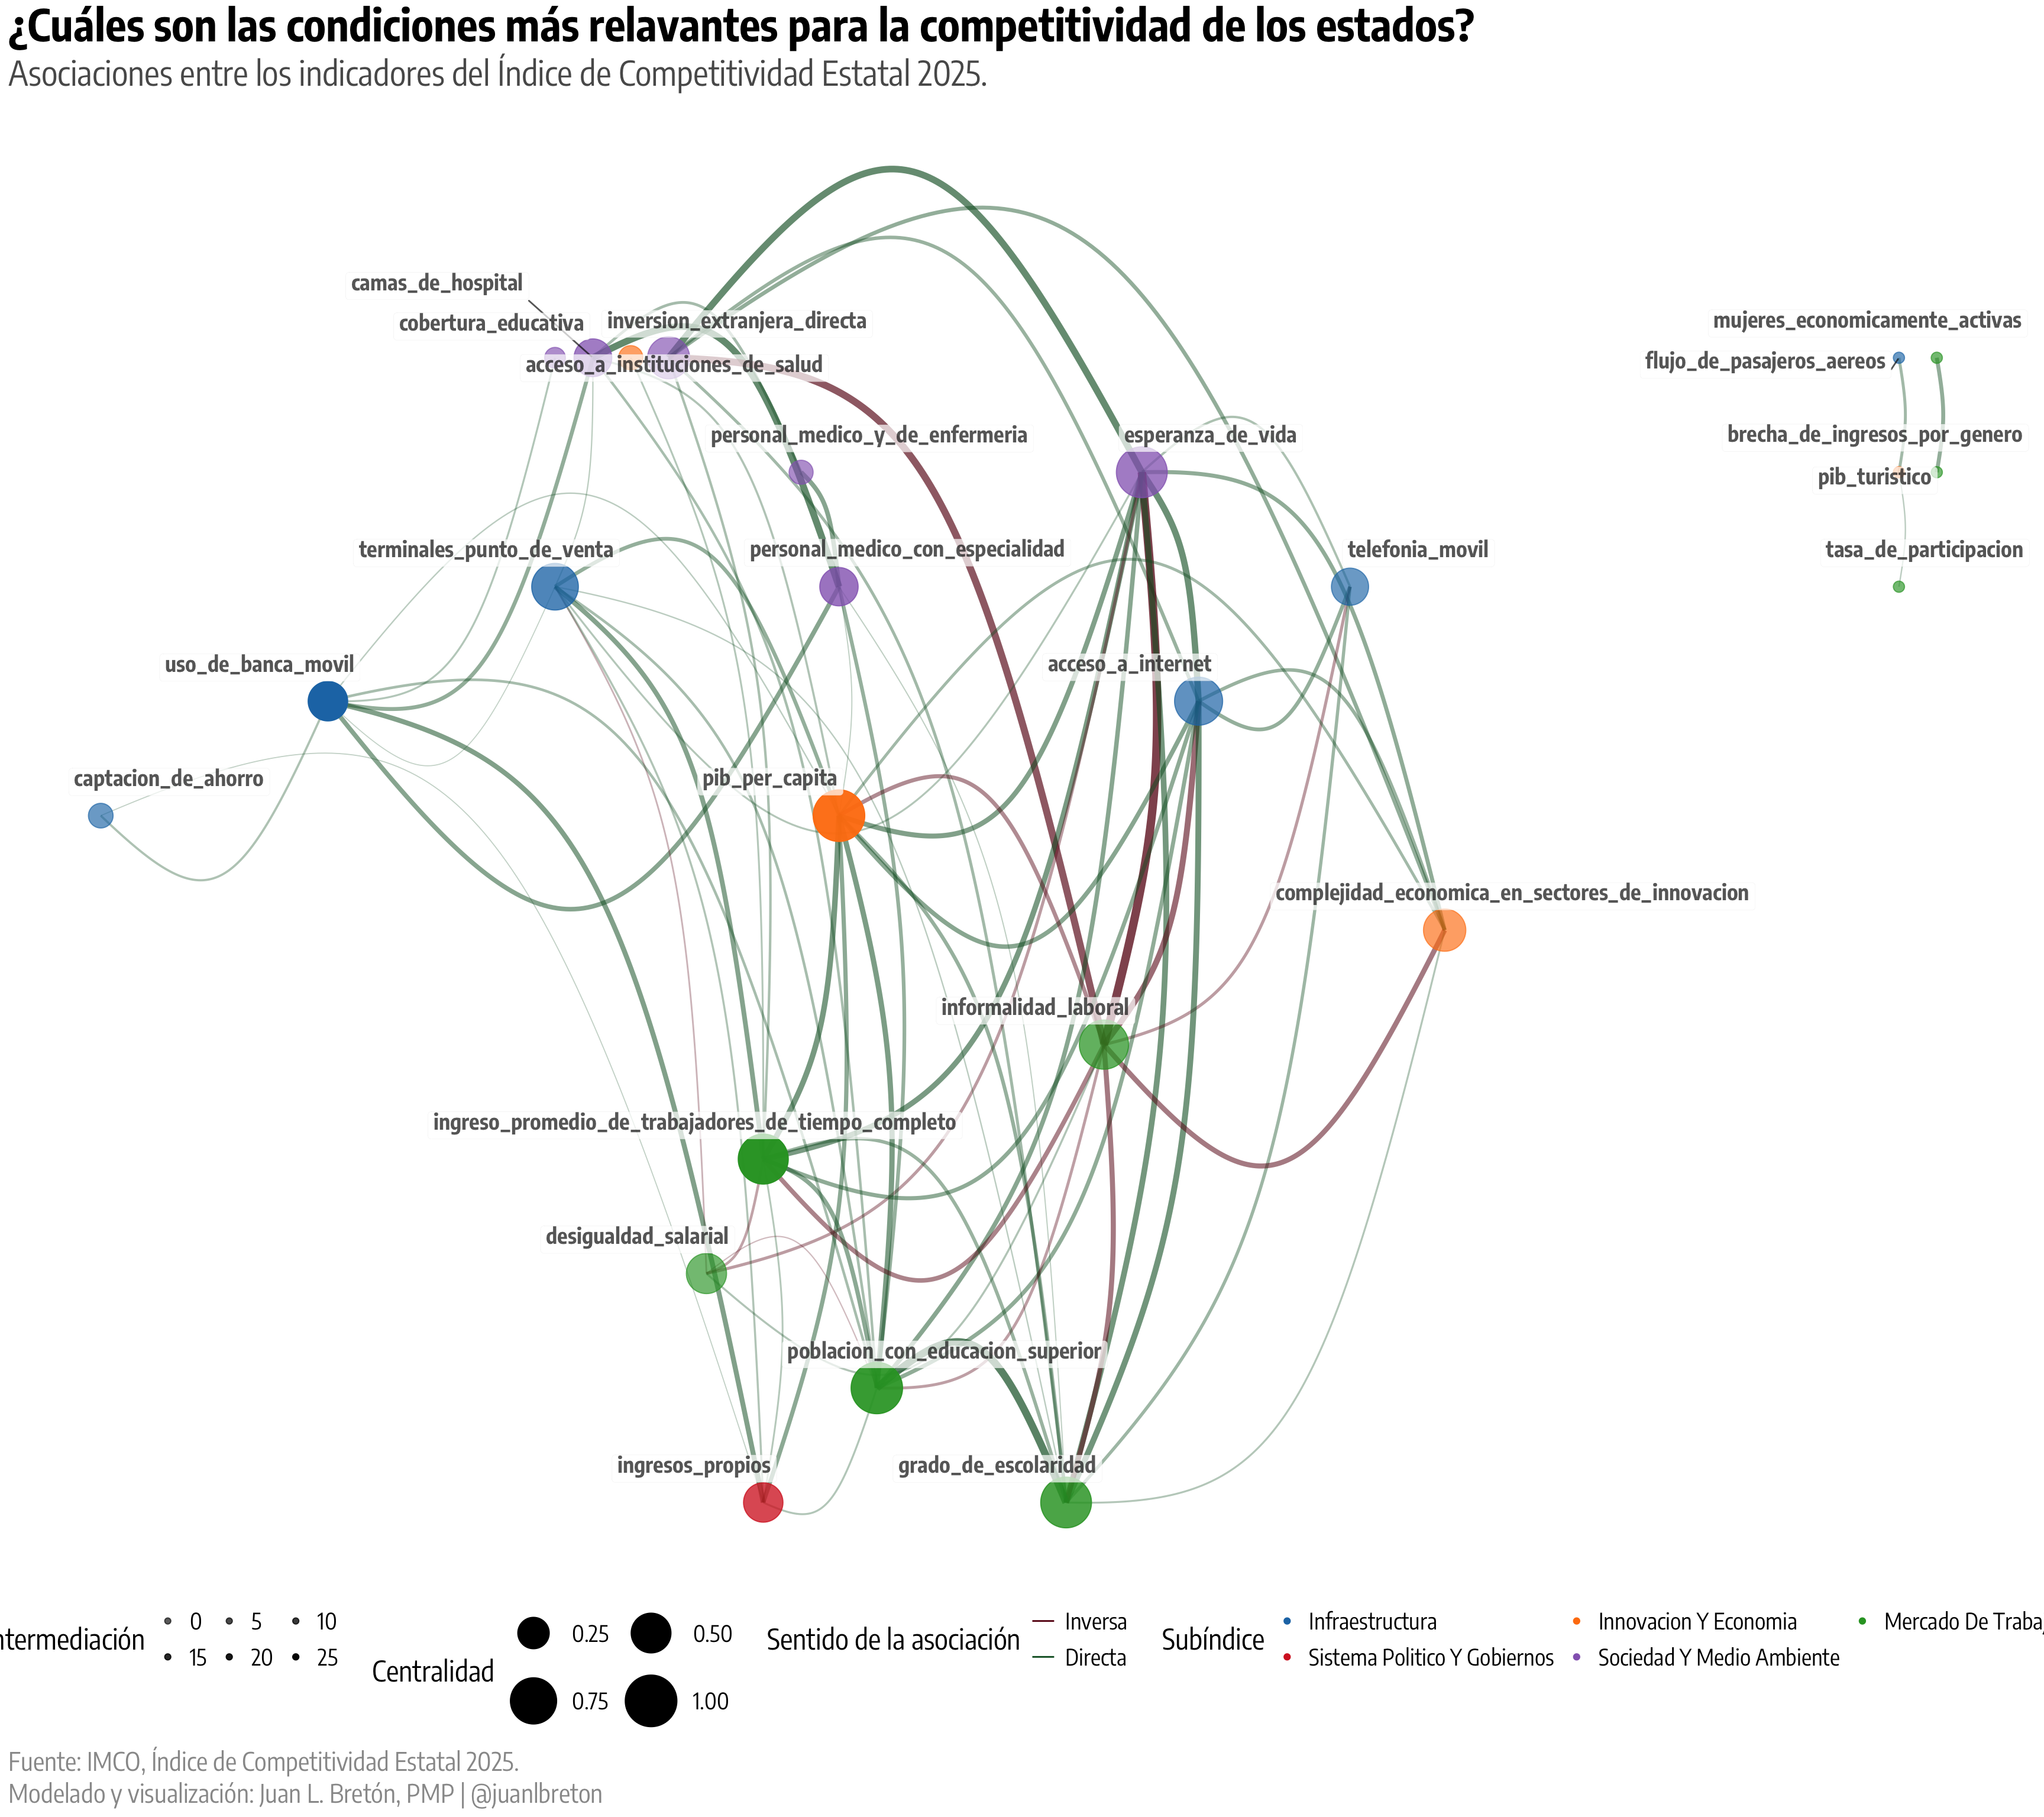 ¿Cuáles son las condiciones más relavantes para la competitividad de los estados?
Asociaciones entre los indicadores del Índice de Competitividad Estatal 2025.
camas_de_hospital
cobertura_educativa
inversion_extranjera_directa
acceso_a_instituciones_de_salud
mujeres_economicamente_activas
flujo_de_pasajeros_aereos
personal_medico_y_de_enfermeria
esperanza_de_vida
brecha_de_ingresos_por_genero
pib_turistico
terminales_punto_de_venta
personal_medico_con_especialidad
telefonia_movil
tasa_de_participacion
uso_de_banca_movil
acceso_a_internet
captacion_de_ahorro
pib_per_capita
complejidad_economica_en_sectores_de_innovacion
informalidad_laboral
ingreso_promedio_de_trabajadores_de_tiempo_completo
desigualdad_salarial
poblacion_con_educacion_superior
ingresos_propios
grado_de_escolaridad
ntermediación
0 5 10
15 20 25
Centralidad
0.25 0.50
0.75 1.00
Sentido de la asociación
Inversa
Directa
Subíndice
Infraestructura Innovacion Y Economia Mercado De Traba
Sistema Politico Y Gobiernos Sociedad Y Medio Ambiente
Fuente: IMCO, Índice de Competitividad Estatal 2025.
Modelado y visualización: Juan L. Bretón, PMP | @juanlbreton